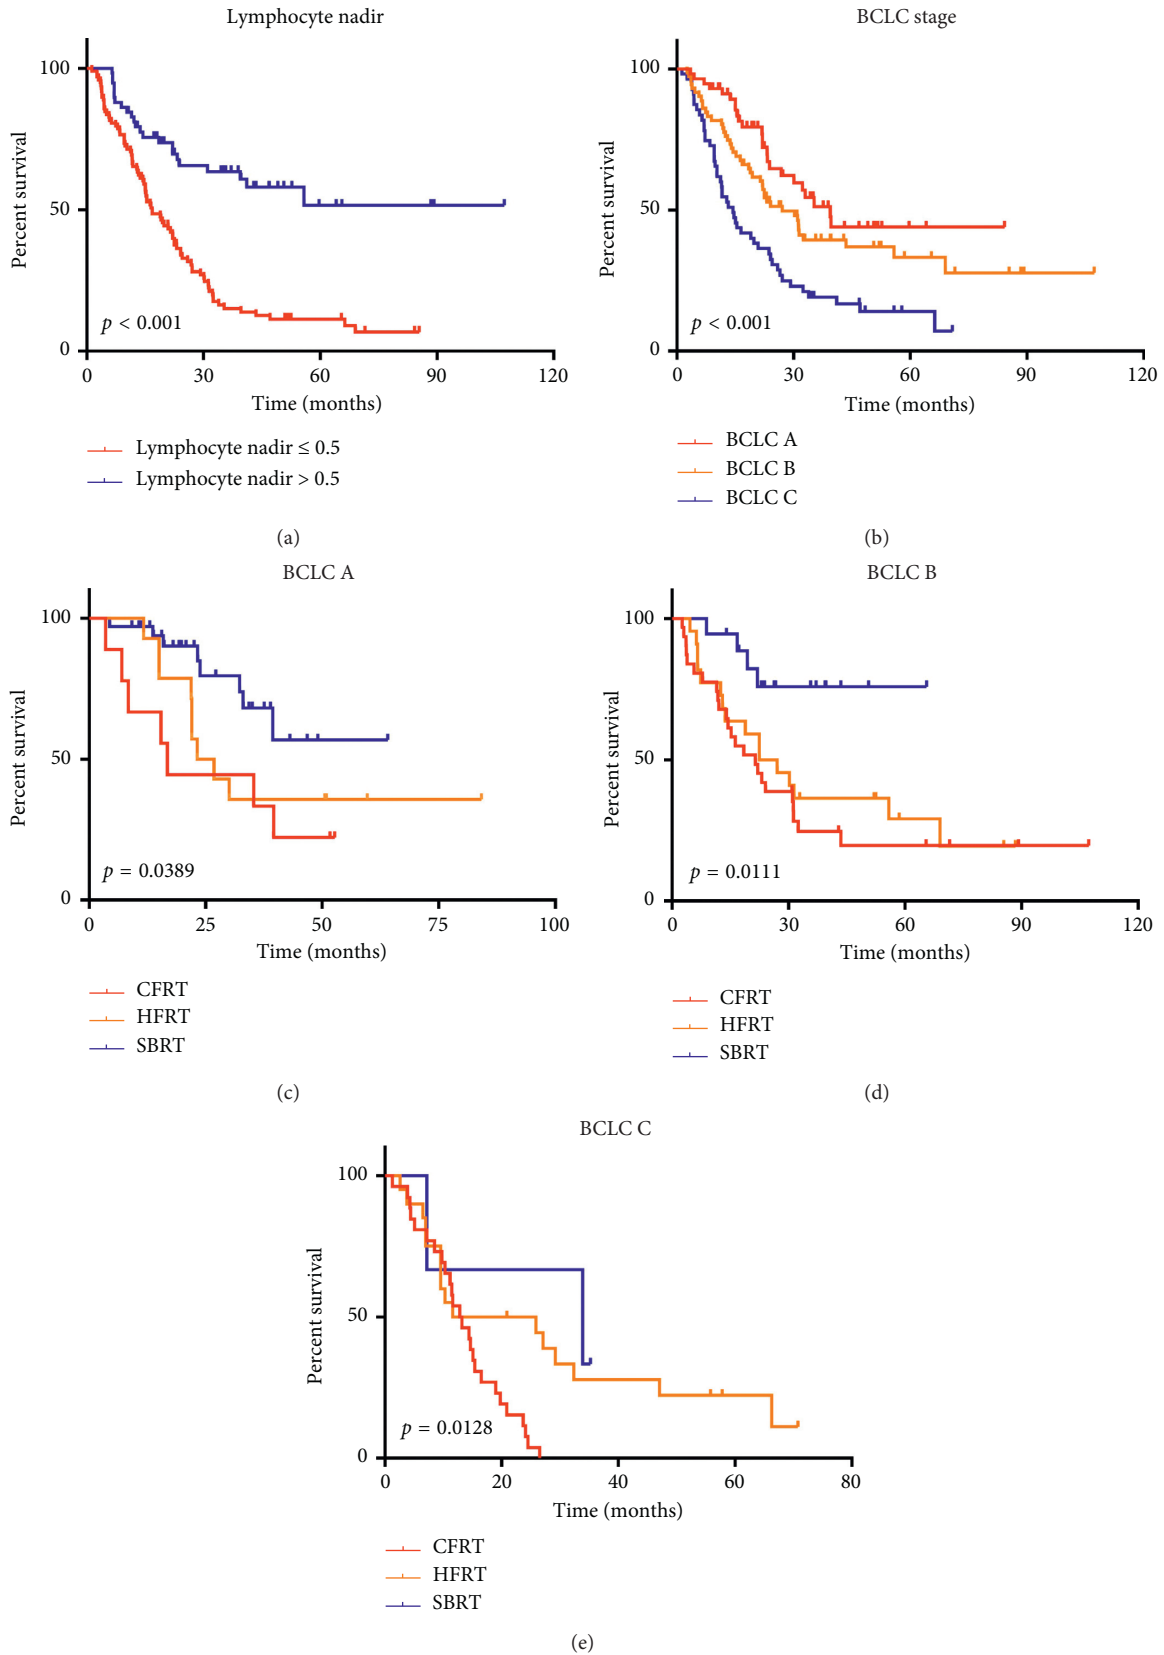 Lymphocyte nadir
100
50
0
Percent survival
p < 0.001
0 30 60 90 120
Time (months)
Lymphocyte nadir ≤ 0.5
Lymphocyte nadir > 0.5
(a)
BCLC stage
100
50
0
Percent survival
p < 0.001
0 30 60 90 120
Time (months)
BCLC A
BCLC B
BCLC C
(b)
BCLC A
100
50
0
Percent survival
p = 0.0389
0 25 50 75 100
Time (months)
CFRT
HFRT
SBRT
(c)
BCLC B
100
50
0
Percent survival
p = 0.0111
0 30 60 90 120
Time (months)
CFRT
HFRT
SBRT
(d)
BCLC C
100
50
0
Percent survival
p = 0.0128
0 20 40 60 80
Time (months)
CFRT
HFRT
SBRT
(e)